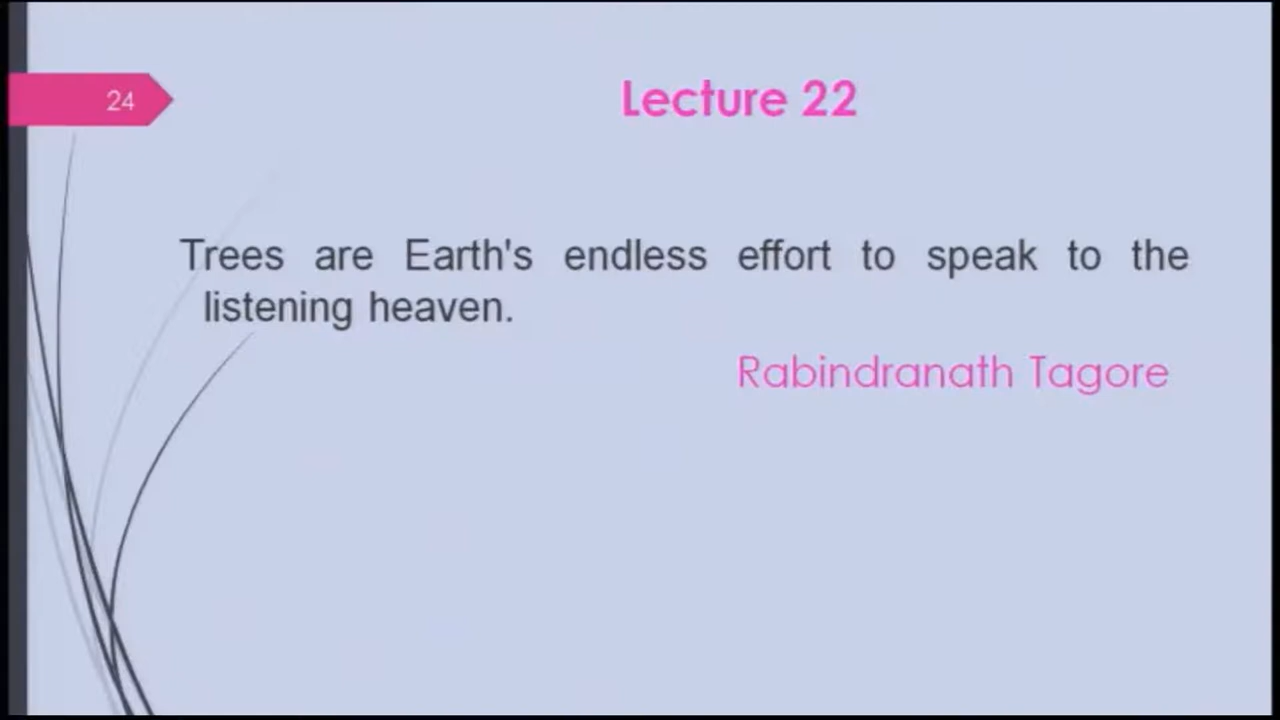 24
Lecture 22
Trees are Earth's endless effort to speak to the
listening heaven.
Rabindranath Tagore